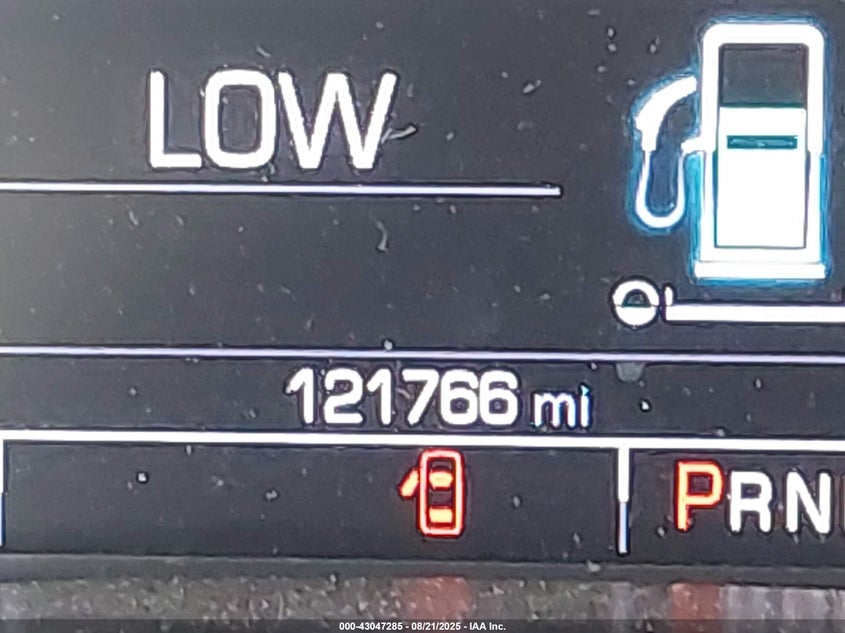 LOW
121766 mi
PRN
000-43047285 - 08/21/2025 - IAA Inc.